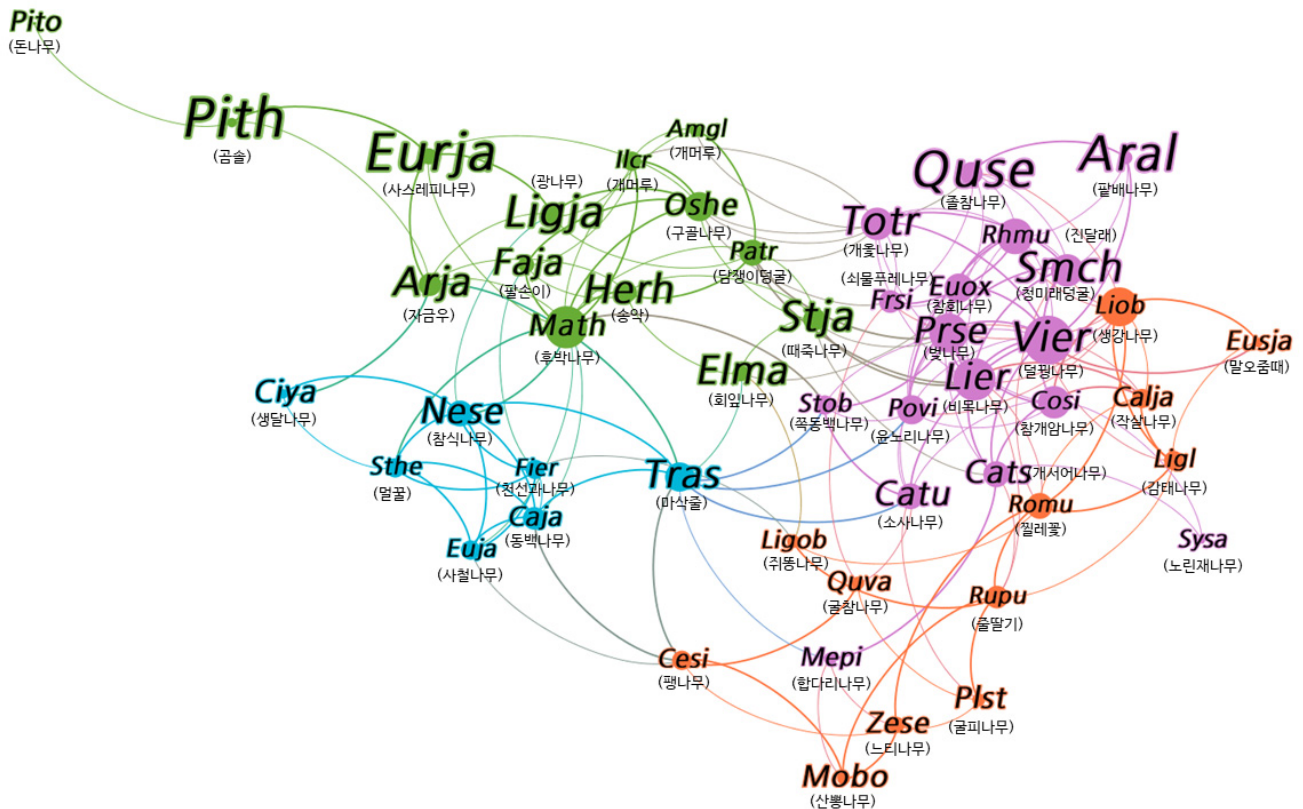 Pito
(돈나무)
Pith
(곰솔)
Eurja
(사스레피나무)
Amgl
(개머루)
Ilcr
(개머루)
(광나무)
Ligja
Oshe
(구골나무)
Patr
(담쟁이덩굴)
Faja
(팔손이)
Arja
(자금우)
Herh
(송악)
Math
(후박나무)
Stja
(때죽나무)
Elma
(회잎나무)
Quse
(졸참나무)
Aral
(팥배나무)
Totr
(개옻나무)
Rhmu
(진달래)
Smch
(청미래덩굴)
(쇠물푸레나무)
Frsi
Euox
(참회나무)
Liob
(생강나무)
Prse
(벚나무)
Vier
(덜꿩나무)
Eusja
(말오줌때)
Lier
(비목나무)
Stob
(쪽동백나무)
Povi
(윤노리나무)
Cosi
(참개암나무)
Calja
(작살나무)
Ciya
(생달나무)
Nese
(참식나무)
Sthe
(멀꿀)
Fier
(천선과나무)
Caja
(동백나무)
Euja
(사철나무)
Tras
(마삭줄)
Cats
(개서어나무)
Catu
(소사나무)
Ligl
(감태나무)
Romu
(찔레꽃)
Sysa
(노린재나무)
Ligob
(쥐똥나무)
Quva
(굴참나무)
Rupu
(줄딸기)
Cesi
(팽나무)
Mepi
(합다리나무)
Plst
(굴피나무)
Zese
(느티나무)
Mobo
(산뽕나무)